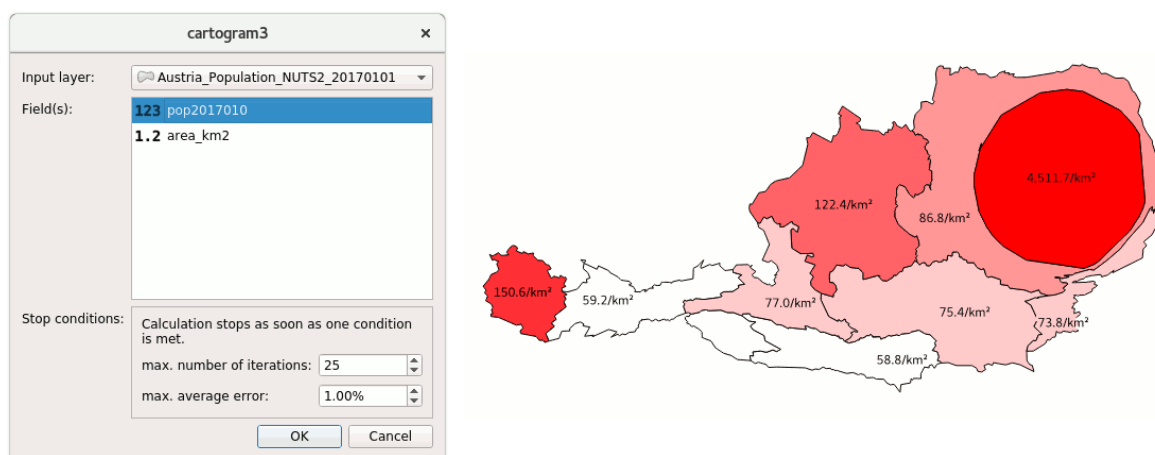 cartogram3
×
Input layer:
Austria_Population_NUTS2_20170101
Field(s):
123 pop2017010
1.2 area_km2
Stop conditions:
Calculation stops as soon as one condition
is met.
max. number of iterations: 25
max. average error: 1.00%
OK Cancel
4,511.7/km²
122.4/km²
86.8/km²
150.6/km²
59.2/km²
77.0/km²
75.4/km²
73.8/km²
58.8/km²